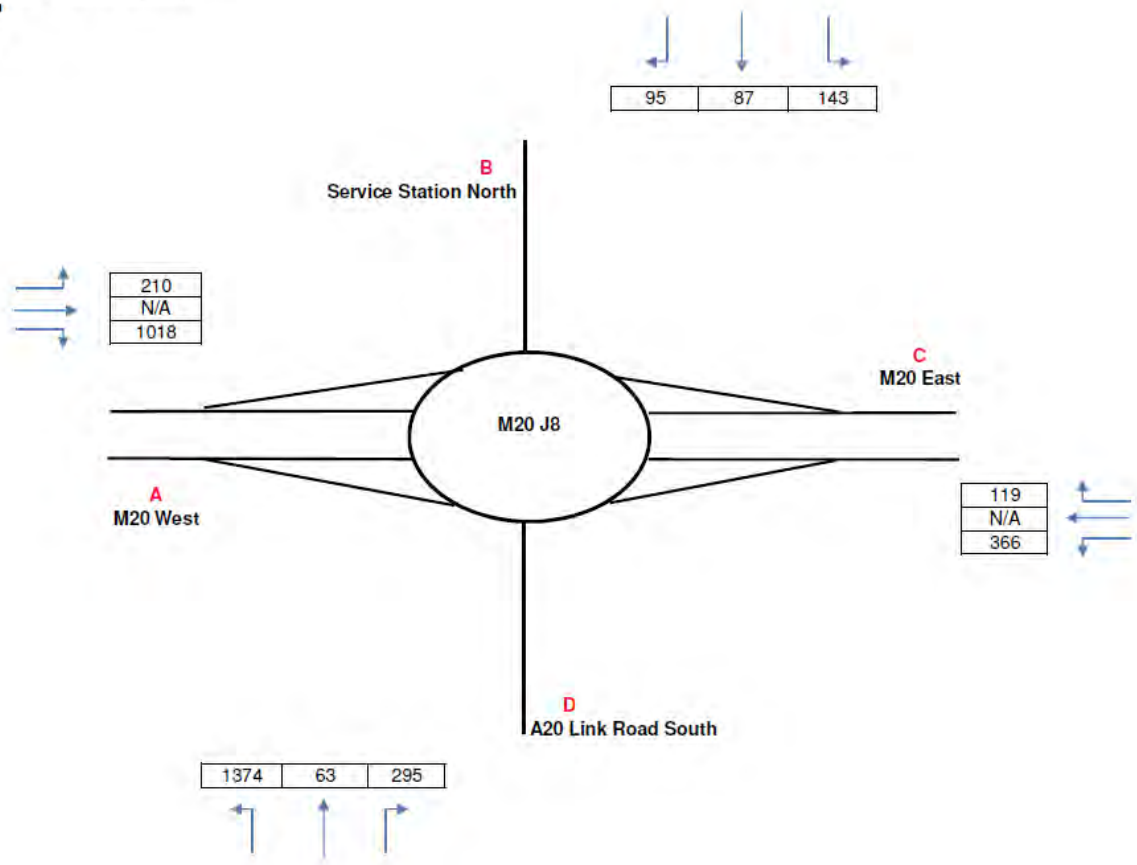 95 87 143
B
Service Station North
210
N/A
1018
C
M20 East
M20 J8
A
M20 West
119
N/A
366
D
A20 Link Road South
1374 63 295